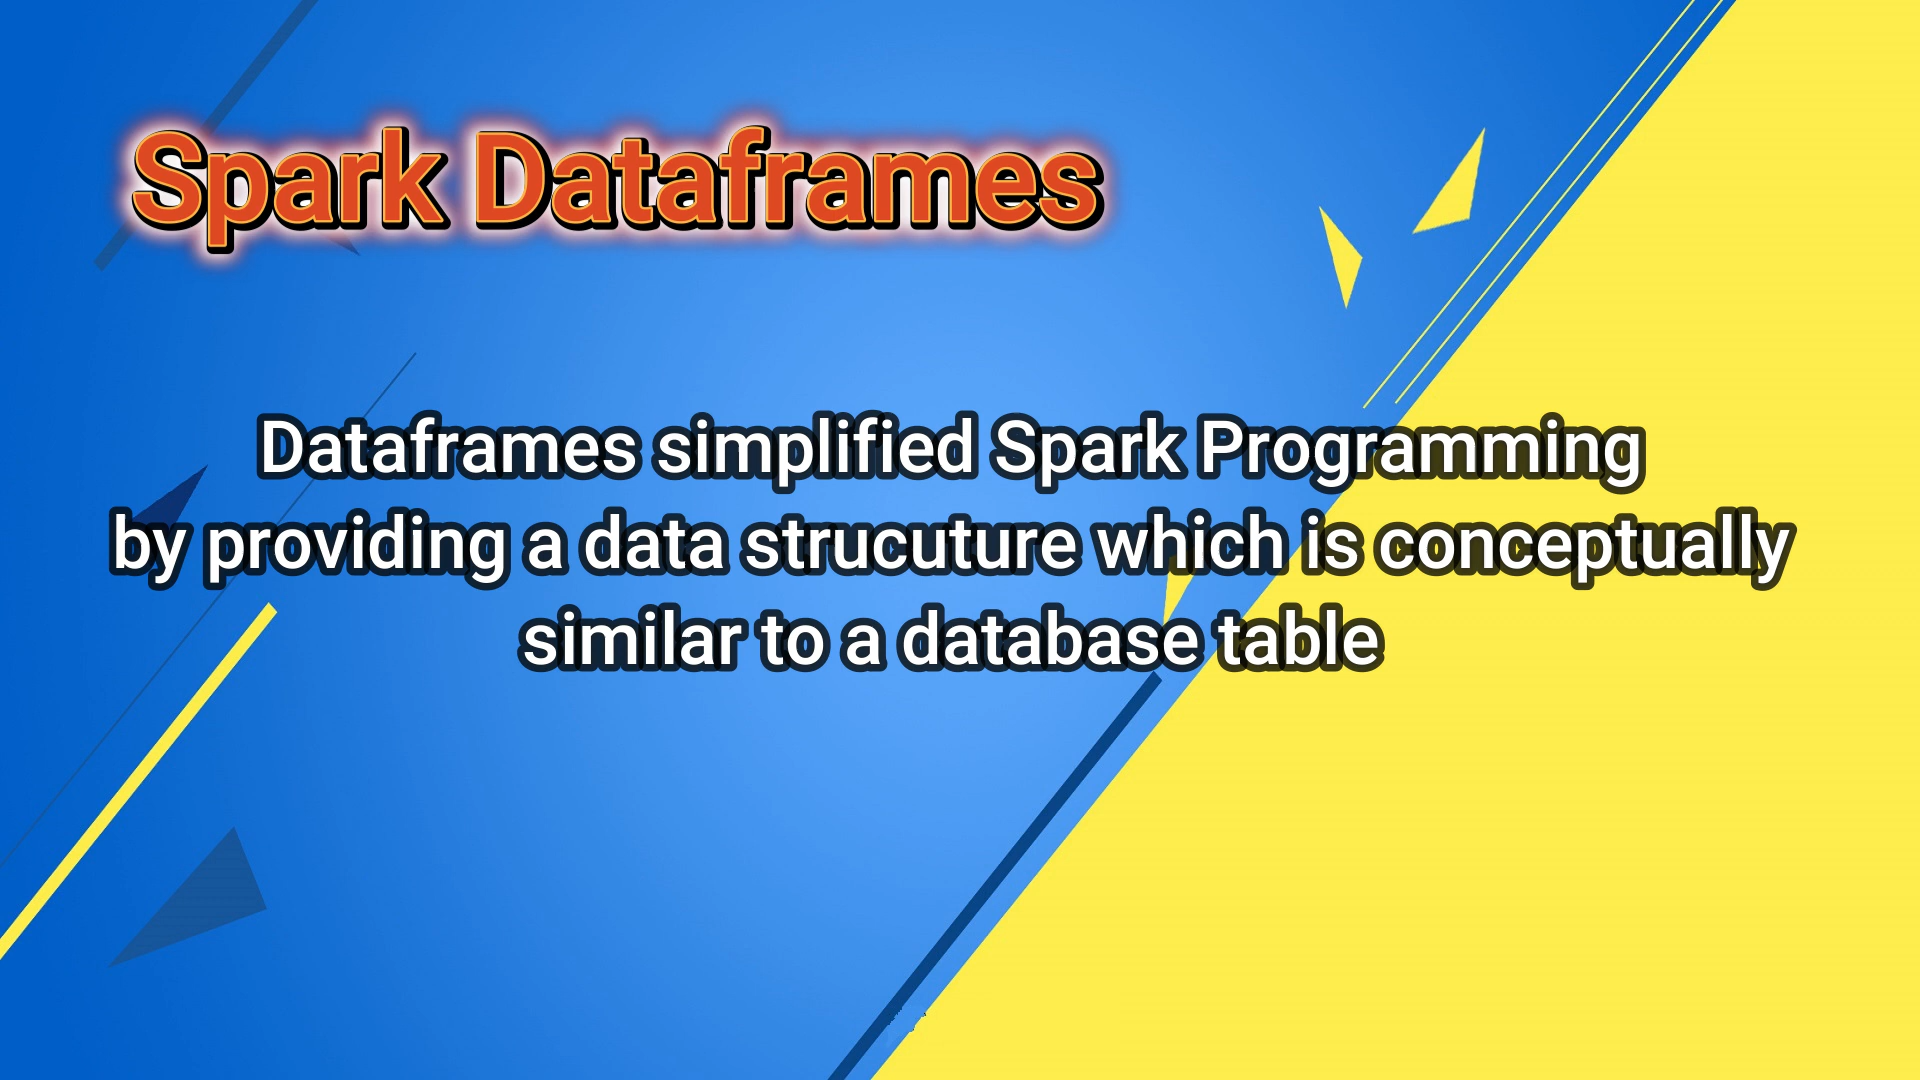 Spark Dataframes
Dataframes simplified Spark Programming
by providing a data strucuture which is conceptually
similar to a database table